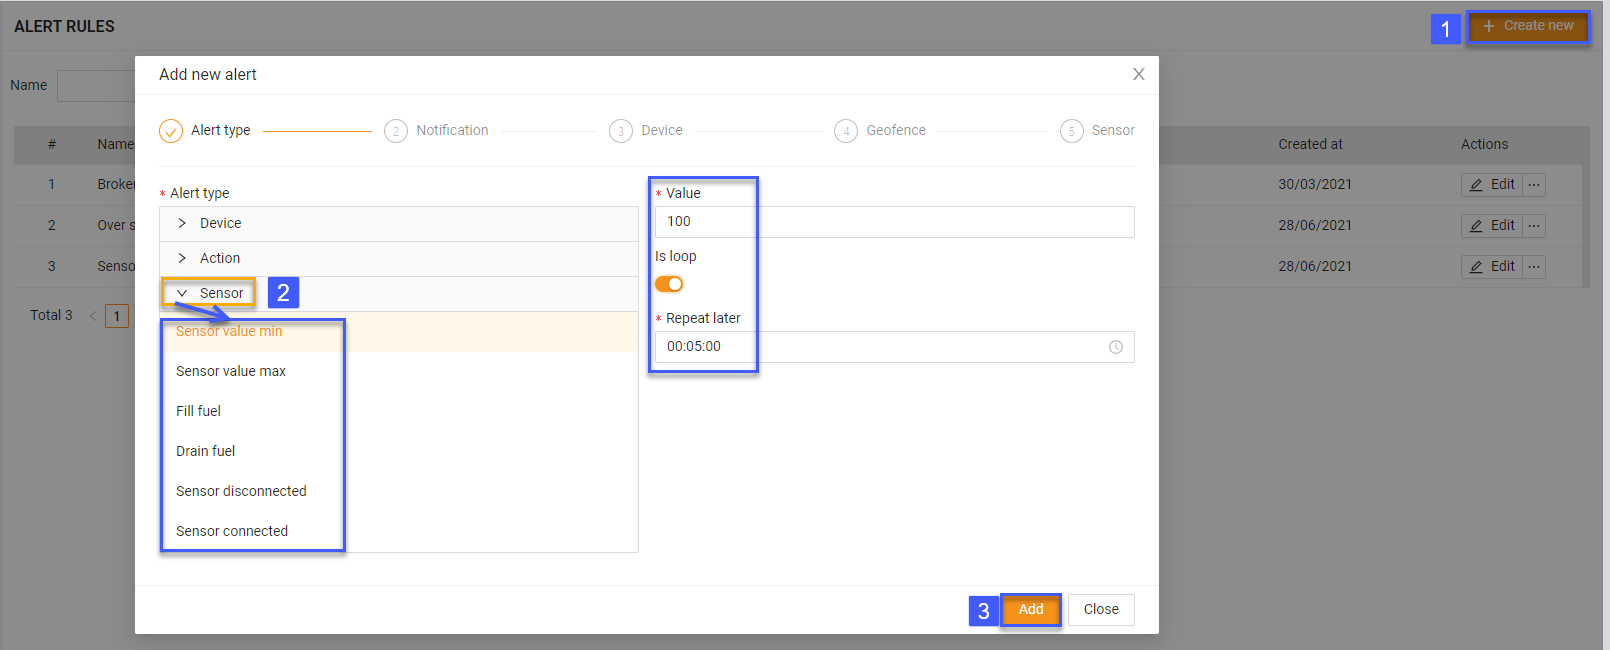 ALERT RULES
1
+ Create new
Name
Add new alert
X
Alert type
2 Notification
3 Device
4 Geofence
5 Sensor
# Name Created at Actions
1 Broke 30/03/2021 Edit ...
2 Over s 28/06/2021 Edit ...
3 Senso 28/06/2021 Edit ...
Total 3 < 1
* Alert type
> Device
> Action
Sensor
2
Sensor value min
Sensor value max
Fill fuel
Drain fuel
Sensor disconnected
Sensor connected
* Value
100
Is loop
* Repeat later
00:05:00
3
Add
Close